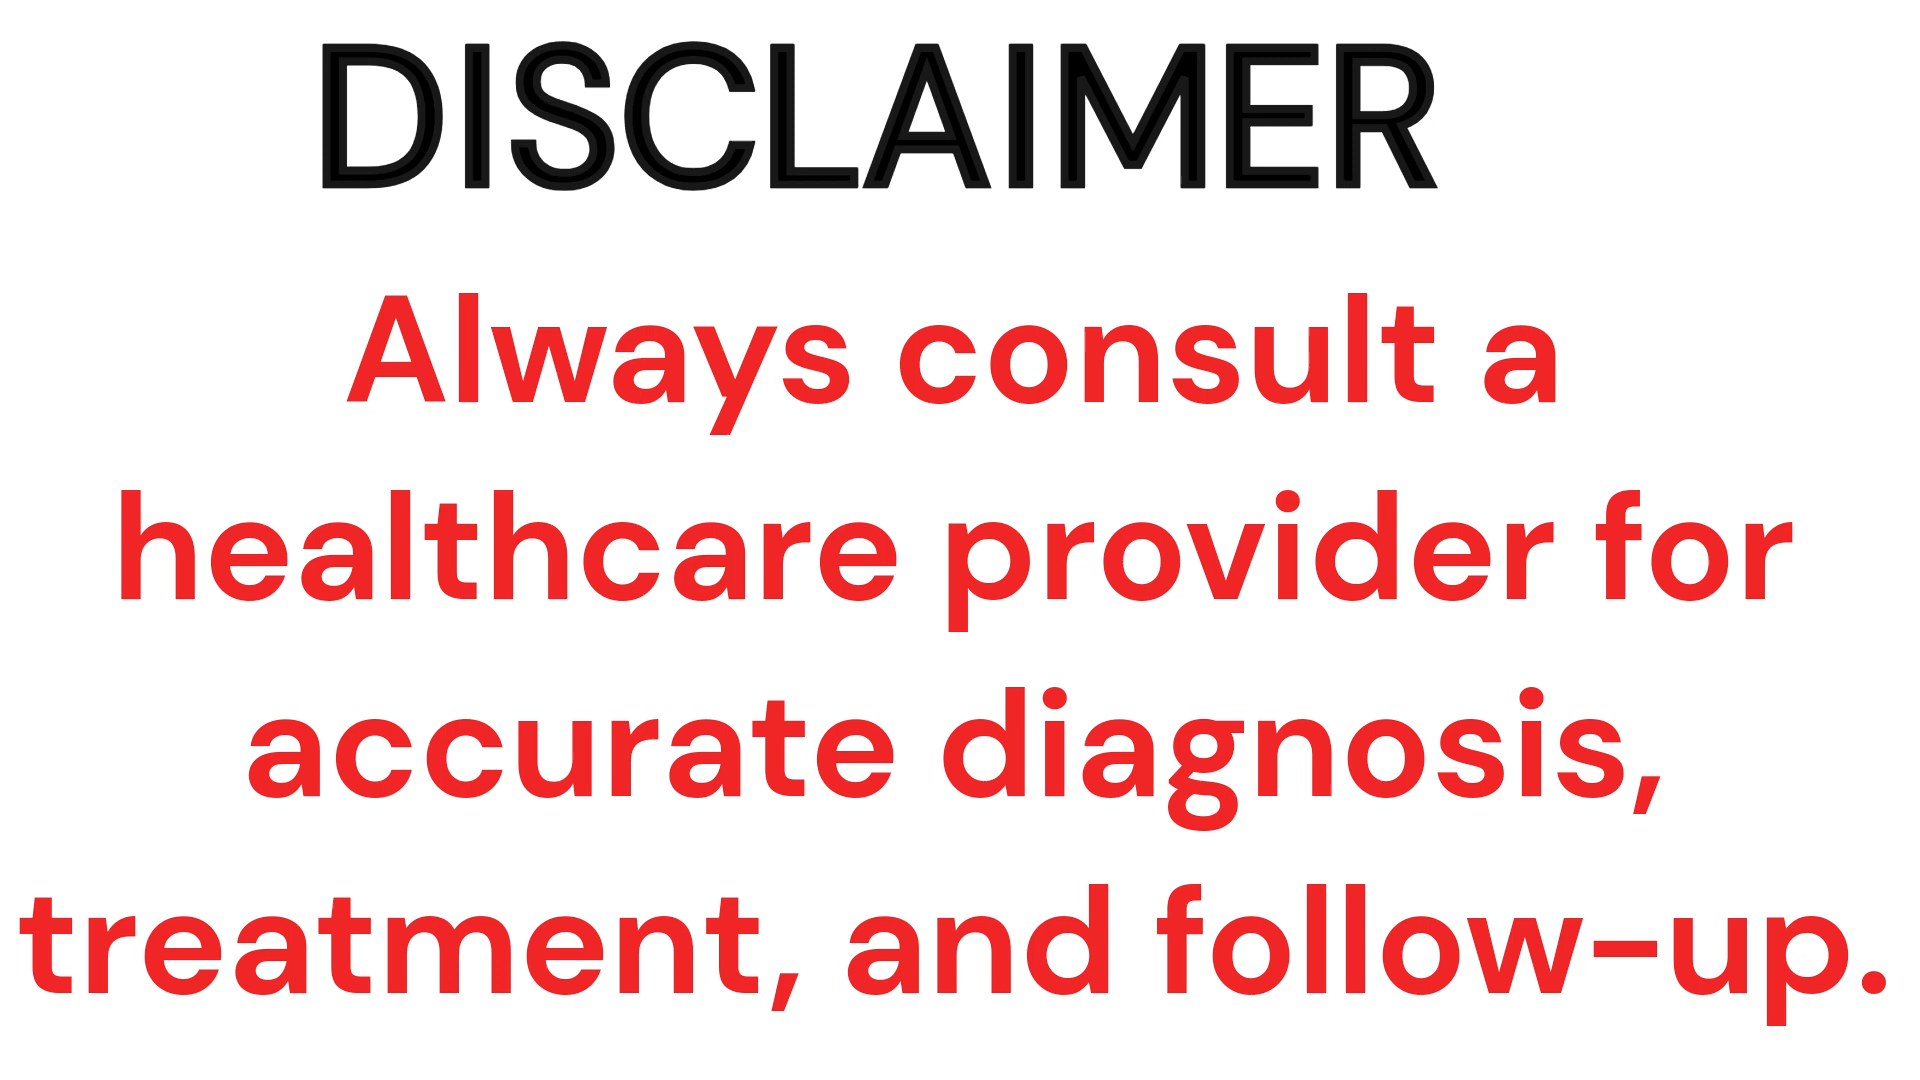 DISCLAIMER
Always consult a
healthcare provider for
accurate diagnosis,
treatment, and follow-up.